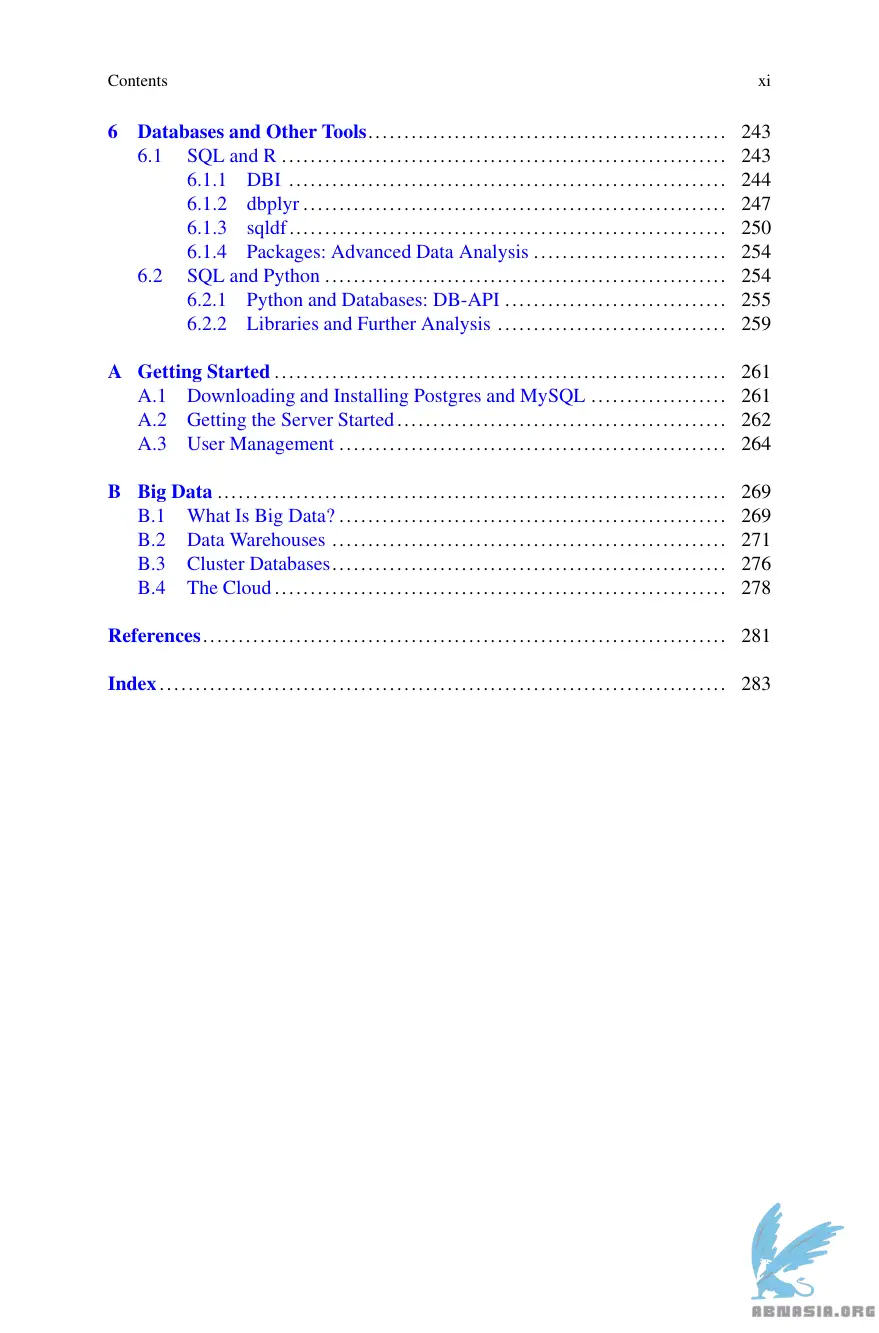 Contents xi
6 Databases and Other Tools.................................................. 243
6.1 SQL and R .............................................................. 243
6.1.1 DBI ............................................................. 244
6.1.2 dbplyr ........................................................... 247
6.1.3 sqldf............................................................. 250
6.1.4 Packages: Advanced Data Analysis ........................... 254
6.2 SQL and Python ........................................................ 254
6.2.1 Python and Databases: DB-API ............................... 255
6.2.2 Libraries and Further Analysis ................................ 259
A Getting Started ............................................................... 261
A.1 Downloading and Installing Postgres and MySQL ................... 261
A.2 Getting the Server Started.............................................. 262
A.3 User Management ...................................................... 264
B Big Data ....................................................................... 269
B.1 What Is Big Data? ...................................................... 269
B.2 Data Warehouses ....................................................... 271
B.3 Cluster Databases....................................................... 276
B.4 The Cloud ............................................................... 278
References......................................................................... 281
Index ............................................................................... 283
ABNASIA.ORG